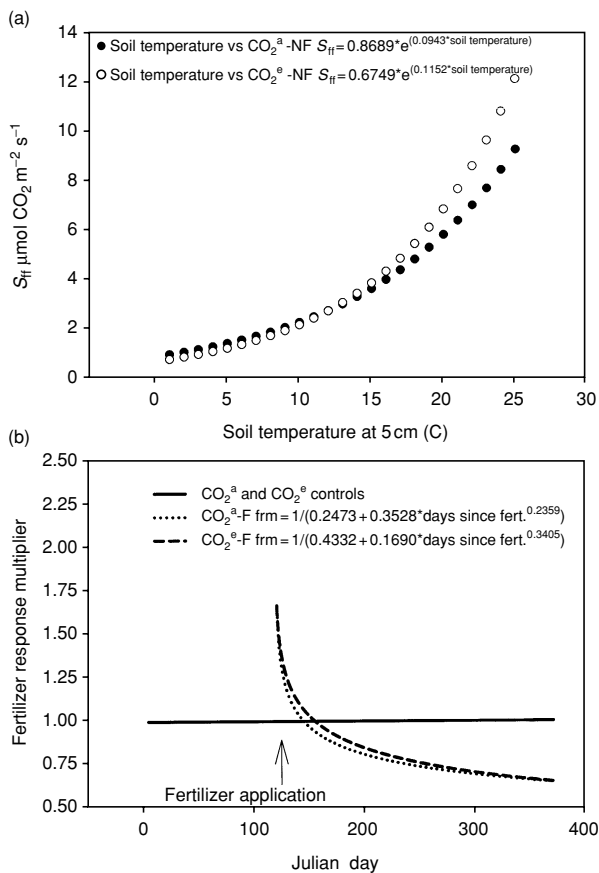 (a)
14
12
10
8
6
4
2
0
S_ff μmol CO₂ m⁻² s⁻¹
● Soil temperature vs CO₂ᵃ -NF S_ff = 0.8689*e^(0.0943*soil temperature)
○ Soil temperature vs CO₂ᵉ -NF S_ff = 0.6749*e^(0.1152*soil temperature)
0 5 10 15 20 25 30
Soil temperature at 5 cm (C)
(b)
2.50
2.25
2.00
1.75
1.50
1.25
1.00
0.75
0.50
Fertilizer response multiplier
CO₂ᵃ and CO₂ᵉ controls
CO₂ᵃ-F frm = 1/(0.2473 + 0.3528*days since fert.^0.2359)
CO₂ᵉ-F frm = 1/(0.4332 + 0.1690*days since fert.^0.3405)
Fertilizer application
0 100 200 300 400
Julian day